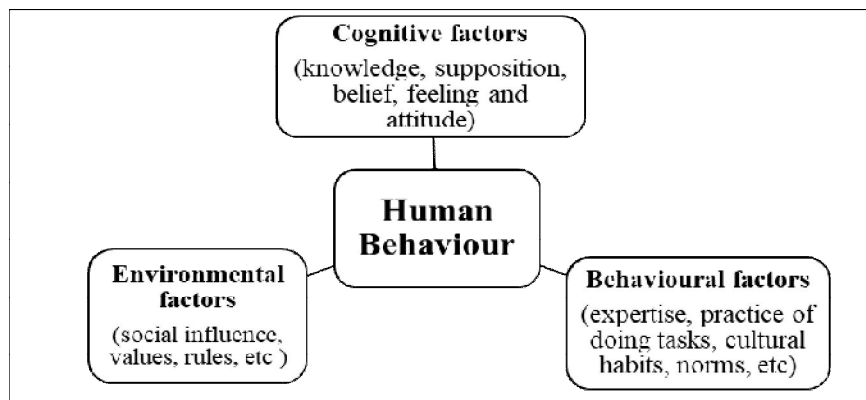 Cognitive factors
(knowledge, supposition,
belief, feeling and
attitude)
Human
Behaviour
Environmental
factors
(social influence,
values, rules, etc )
Behavioural factors
(expertise, practice of
doing tasks, cultural
habits, norms, etc)